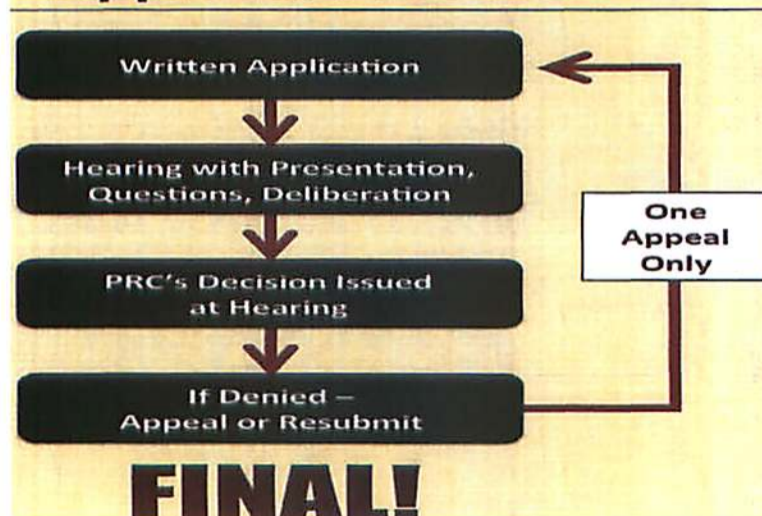 Written Application
Hearing with Presentation,
Questions, Deliberation
PRC's Decision Issued
at Hearing
If Denied –
Appeal or Resubmit
One
Appeal
Only
FINAL!